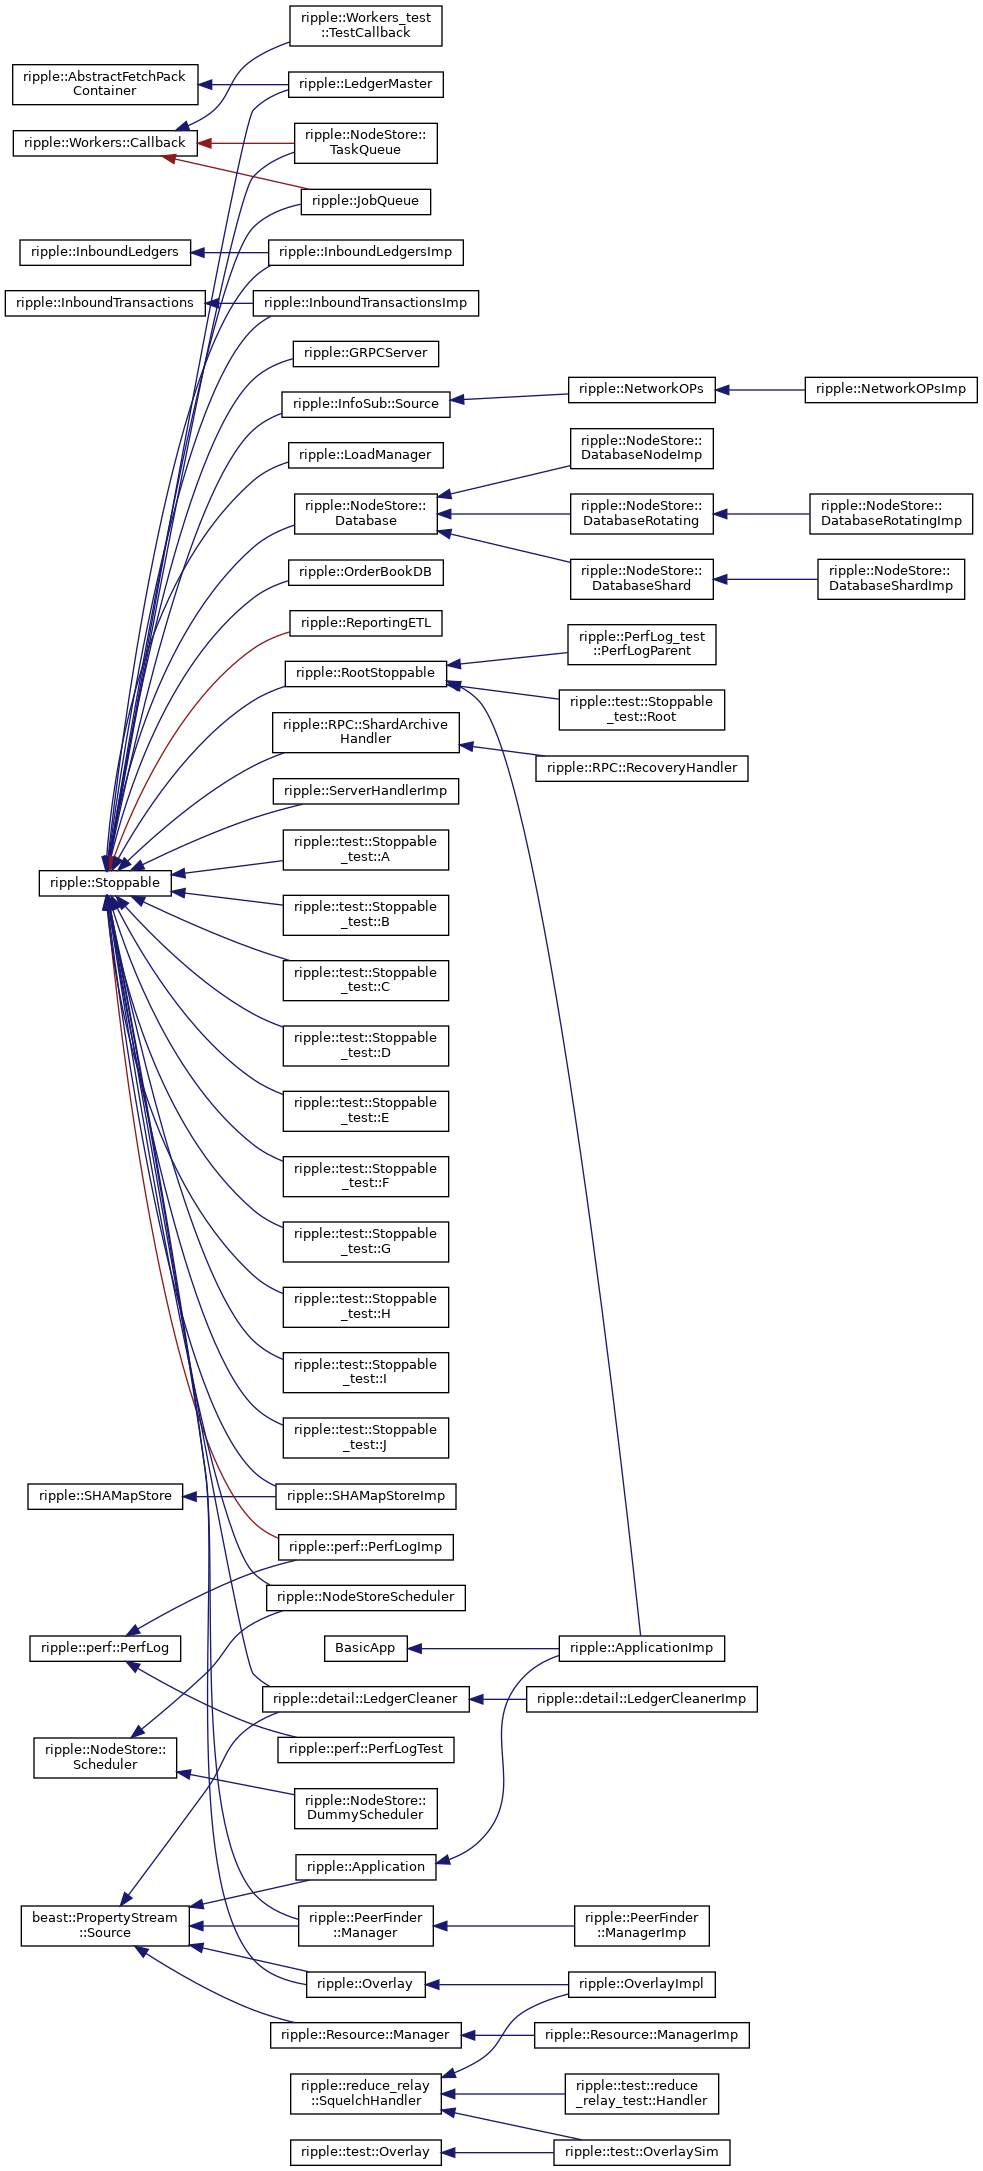 ripple::Workers_test
::TestCallback
ripple::AbstractFetchPack
Container
ripple::LedgerMaster
ripple::Workers::Callback
ripple::NodeStore::
TaskQueue
ripple::JobQueue
ripple::InboundLedgers
ripple::InboundLedgersImp
ripple::InboundTransactions
ripple::InboundTransactionsImp
ripple::GRPCServer
ripple::InfoSub::Source
ripple::NetworkOPs
ripple::NetworkOPsImp
ripple::LoadManager
ripple::NodeStore::
DatabaseNodeImp
ripple::NodeStore::
Database
ripple::NodeStore::
DatabaseRotating
ripple::NodeStore::
DatabaseRotatingImp
ripple::OrderBookDB
ripple::NodeStore::
DatabaseShard
ripple::NodeStore::
DatabaseShardImp
ripple::ReportingETL
ripple::PerfLog_test
::PerfLogParent
ripple::RootStoppable
ripple::test::Stoppable
_test::Root
ripple::RPC::ShardArchive
Handler
ripple::RPC::RecoveryHandler
ripple::ServerHandlerImp
ripple::test::Stoppable
_test::A
ripple::Stoppable
ripple::test::Stoppable
_test::B
ripple::test::Stoppable
_test::C
ripple::test::Stoppable
_test::D
ripple::test::Stoppable
_test::E
ripple::test::Stoppable
_test::F
ripple::test::Stoppable
_test::G
ripple::test::Stoppable
_test::H
ripple::test::Stoppable
_test::I
ripple::test::Stoppable
_test::J
ripple::SHAMapStore
ripple::SHAMapStoreImp
ripple::perf::PerfLogImp
ripple::NodeStoreScheduler
ripple::perf::PerfLog
BasicApp
ripple::ApplicationImp
ripple::detail::LedgerCleaner
ripple::detail::LedgerCleanerImp
ripple::NodeStore::
Scheduler
ripple::perf::PerfLogTest
ripple::NodeStore::
DummyScheduler
ripple::Application
beast::PropertyStream
::Source
ripple::PeerFinder
::Manager
ripple::PeerFinder
::ManagerImp
ripple::Overlay
ripple::OverlayImpl
ripple::Resource::Manager
ripple::Resource::ManagerImp
ripple::reduce_relay
::SquelchHandler
ripple::test::reduce
_relay_test::Handler
ripple::test::Overlay
ripple::test::OverlaySim